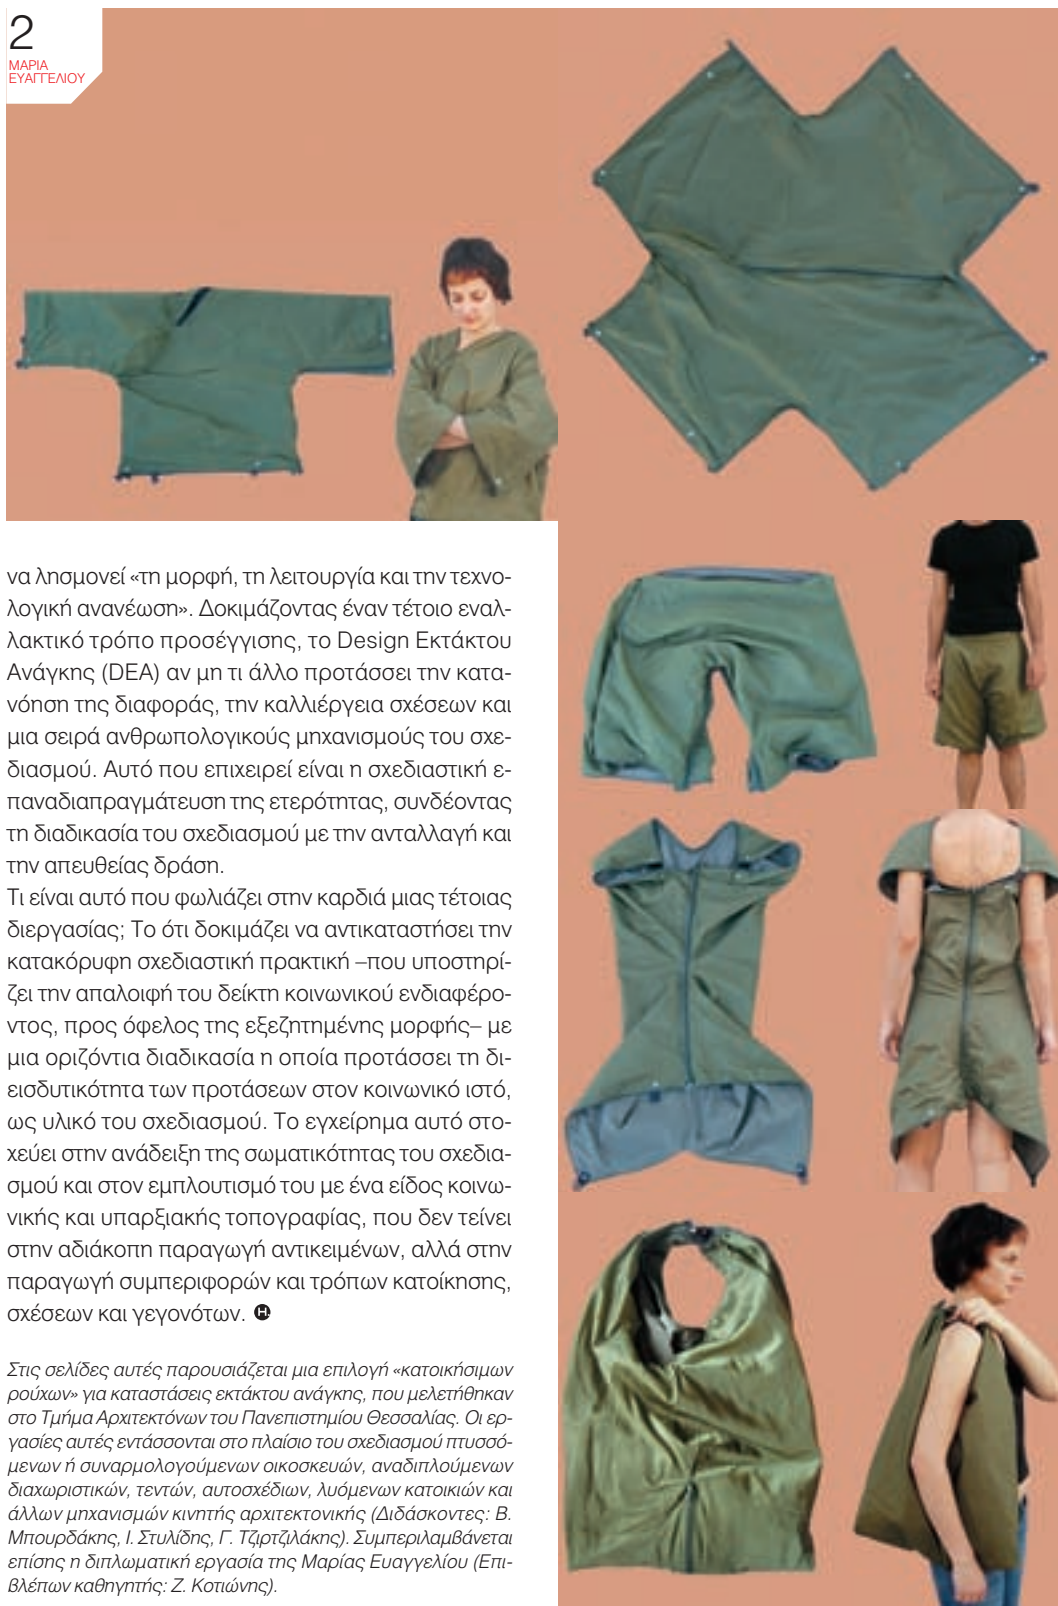 2
ΜΑΡΙΑ
ΕΥΑΓΓΕΛΙΟΥ
να λησμονεί «τη μορφή, τη λειτουργία και την τεχνο-
λογική ανανέωση». Δοκιμάζοντας έναν τέτοιο εναλ-
λακτικό τρόπο προσέγγισης, το Design Εκτάκτου
Ανάγκης (DEA) αν μη τι άλλο προτάσσει την κατα-
νόηση της διαφοράς, την καλλιέργεια σχέσεων και
μια σειρά ανθρωπολογικούς μηχανισμούς του σχε-
διασμού. Αυτό που επιχειρεί είναι η σχεδιαστική ε-
παναδιαπραγμάτευση της ετερότητας, συνδέοντας
τη διαδικασία του σχεδιασμού με την ανταλλαγή και
την απευθείας δράση.
Τι είναι αυτό που φωλιάζει στην καρδιά μιας τέτοιας
διεργασίας; Το ότι δοκιμάζει να αντικαταστήσει την
κατακόρυφη σχεδιαστική πρακτική –που υποστηρί-
ζει την απαλοιφή του δείκτη κοινωνικού ενδιαφέρο-
ντος, προς όφελος της εξεζητημένης μορφής– με
μια οριζόντια διαδικασία η οποία προτάσσει τη δι-
εισδυτικότητα των προτάσεων στον κοινωνικό ιστό,
ως υλικό του σχεδιασμού. Το εγχείρημα αυτό στο-
χεύει στην ανάδειξη της σωματικότητας του σχεδια-
σμού και στον εμπλουτισμό του με ένα είδος κοινω-
νικής και υπαρξιακής τοπογραφίας, που δεν τείνει
στην αδιάκοπη παραγωγή αντικειμένων, αλλά στην
παραγωγή συμπεριφορών και τρόπων κατοίκησης,
σχέσεων και γεγονότων. H
Στις σελίδες αυτές παρουσιάζεται μια επιλογή «κατοικήσιμων
ρούχων» για καταστάσεις εκτάκτου ανάγκης, που μελετήθηκαν
στο Τμήμα Αρχιτεκτόνων του Πανεπιστημίου Θεσσαλίας. Οι ερ-
γασίες αυτές εντάσσονται στο πλαίσιο του σχεδιασμού πτυσσό-
μενων ή συναρμολογούμενων οικοσκευών, αναδιπλούμενων
διαχωριστικών, τεντών, αυτοσχέδιων, λυόμενων κατοικιών και
άλλων μηχανισμών κινητής αρχιτεκτονικής (Διδάσκοντες: Β.
Μπουρδάκης, Ι. Στυλίδης, Γ. Τζιρτζιλάκης). Συμπεριλαμβάνεται
επίσης η διπλωματική εργασία της Μαρίας Ευαγγελίου (Επι-
βλέπων καθηγητής: Ζ. Κοτιώνης).